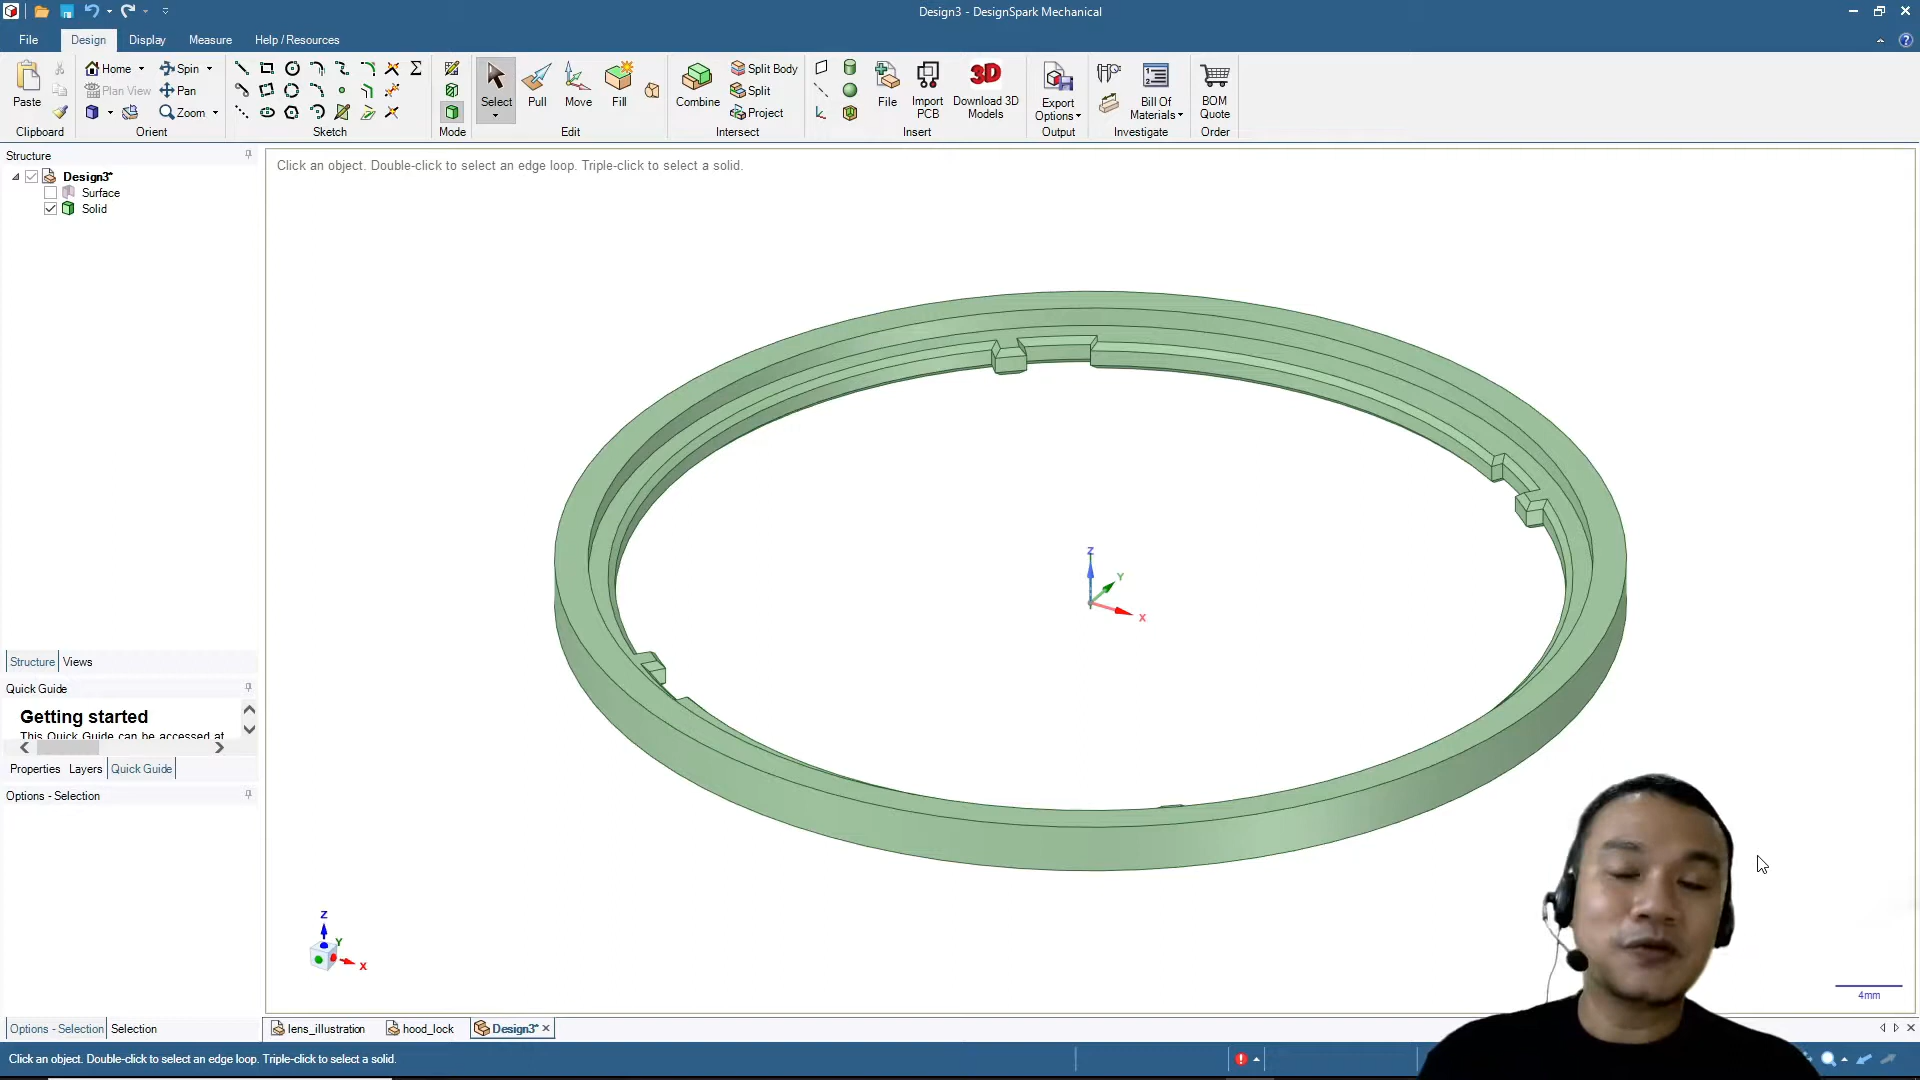 Design3 - DesignSpark Mechanical
File Design Display Measure Help / Resources
Paste
Clipboard
Home
Plan View
Spin
Pan
Zoom
Orient
Sketch
Mode
Select
Pull
Move
Fill
Edit
Combine
Split Body
Split
Project
Intersect
File
Import PCB
Download 3D Models
3D
Insert
Export Options
Output
Bill Of Materials
Investigate
BOM Quote
Order
Structure
Design3*
Surface
Solid
Click an object. Double-click to select an edge loop. Triple-click to select a solid.
Z
Y
X
Structure Views
Quick Guide
Getting started
This Quick Guide can be accessed at
Properties Layers Quick Guide
Options - Selection
Z
Y
X
4mm
Options - Selection Selection
lens_illustration hood_lock Design3*
Click an object. Double-click to select an edge loop. Triple-click to select a solid.